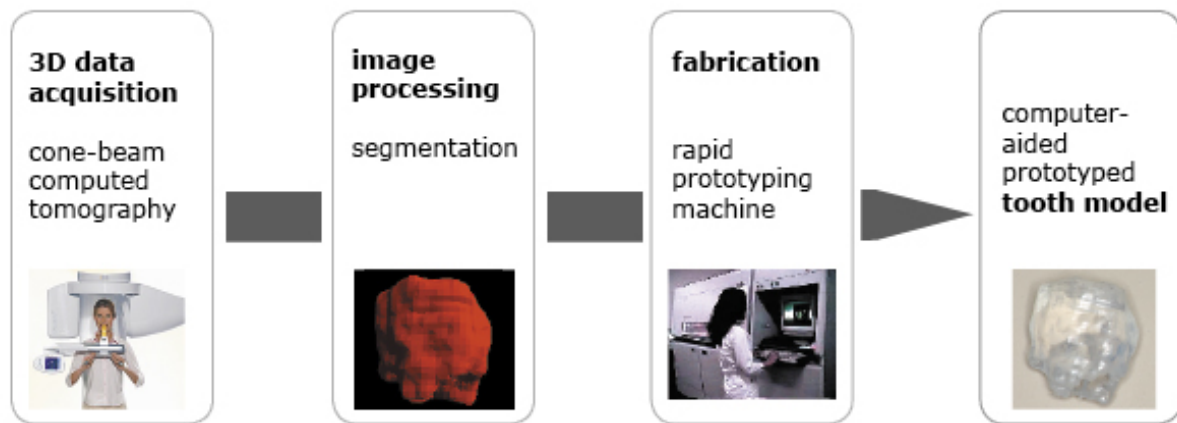 3D data
acquisition
cone-beam
computed
tomography
image
processing
segmentation
fabrication
rapid
prototyping
machine
computer-
aided
prototyped
tooth model